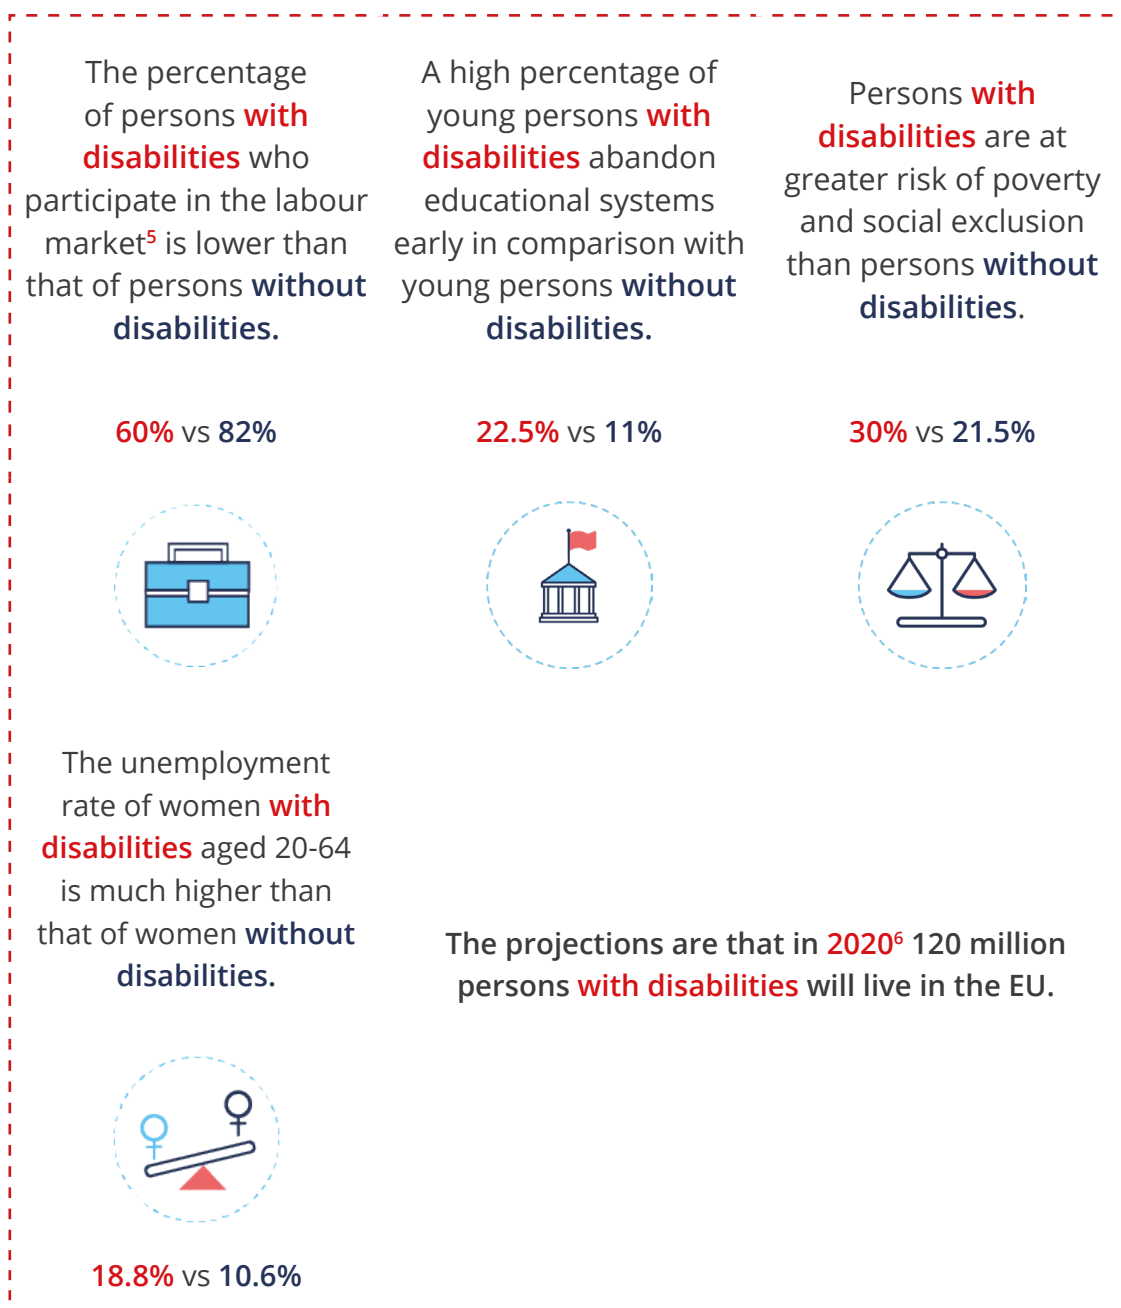 The percentage
of persons with
disabilities who
participate in the labour
market⁵ is lower than
that of persons without
disabilities.
60% vs 82%
A high percentage of
young persons with
disabilities abandon
educational systems
early in comparison with
young persons without
disabilities.
22.5% vs 11%
Persons with
disabilities are at
greater risk of poverty
and social exclusion
than persons without
disabilities.
30% vs 21.5%
The unemployment
rate of women with
disabilities aged 20-64
is much higher than
that of women without
disabilities.
18.8% vs 10.6%
The projections are that in 2020⁶ 120 million
persons with disabilities will live in the EU.